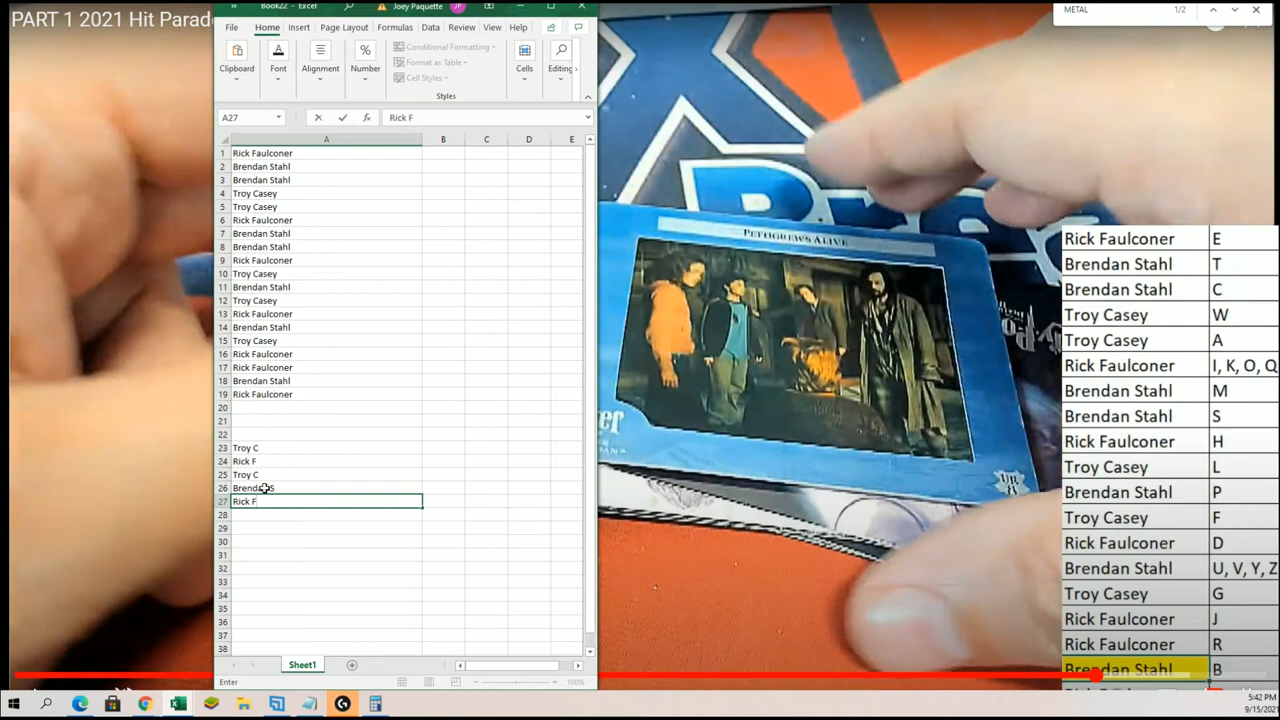 PART 1 2021 Hit Parad
Book22 - Excel
Joey Paquette
JP
METAL
1/2
File Home Insert Page Layout Formulas Data Review View Help
Conditional Formatting
Format as Table
Cell Styles
Clipboard Font Alignment Number Cells Editing
Styles
A27 fx Rick F
A B C D E
1 Rick Faulconer
2 Brendan Stahl
3 Brendan Stahl
4 Troy Casey
5 Troy Casey
6 Rick Faulconer
7 Brendan Stahl
8 Brendan Stahl
9 Rick Faulconer
10 Troy Casey
11 Brendan Stahl
12 Troy Casey
13 Rick Faulconer
14 Brendan Stahl
15 Troy Casey
16 Rick Faulconer
17 Rick Faulconer
18 Brendan Stahl
19 Rick Faulconer
20
21
22
23 Troy C
24 Rick F
25 Troy C
26 Brendan S
27 Rick F
28
29
30
31
32
33
34
35
36
37
38
Sheet1
Enter
100%
PETTIGREW'S ALIVE
Rick Faulconer E
Brendan Stahl T
Brendan Stahl C
Troy Casey W
Troy Casey A
Rick Faulconer I, K, O, Q
Brendan Stahl M
Brendan Stahl S
Rick Faulconer H
Troy Casey L
Brendan Stahl P
Troy Casey F
Rick Faulconer D
Brendan Stahl U, V, Y, Z
Troy Casey G
Rick Faulconer J
Rick Faulconer R
Brendan Stahl B
5:42 PM
9/15/2021